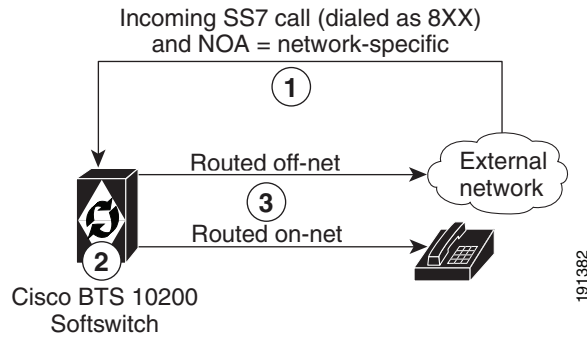 Incoming SS7 call (dialed as 8XX)
and NOA = network-specific
1
Routed off-net
External
network
3
Routed on-net
2
Cisco BTS 10200
Softswitch
191382